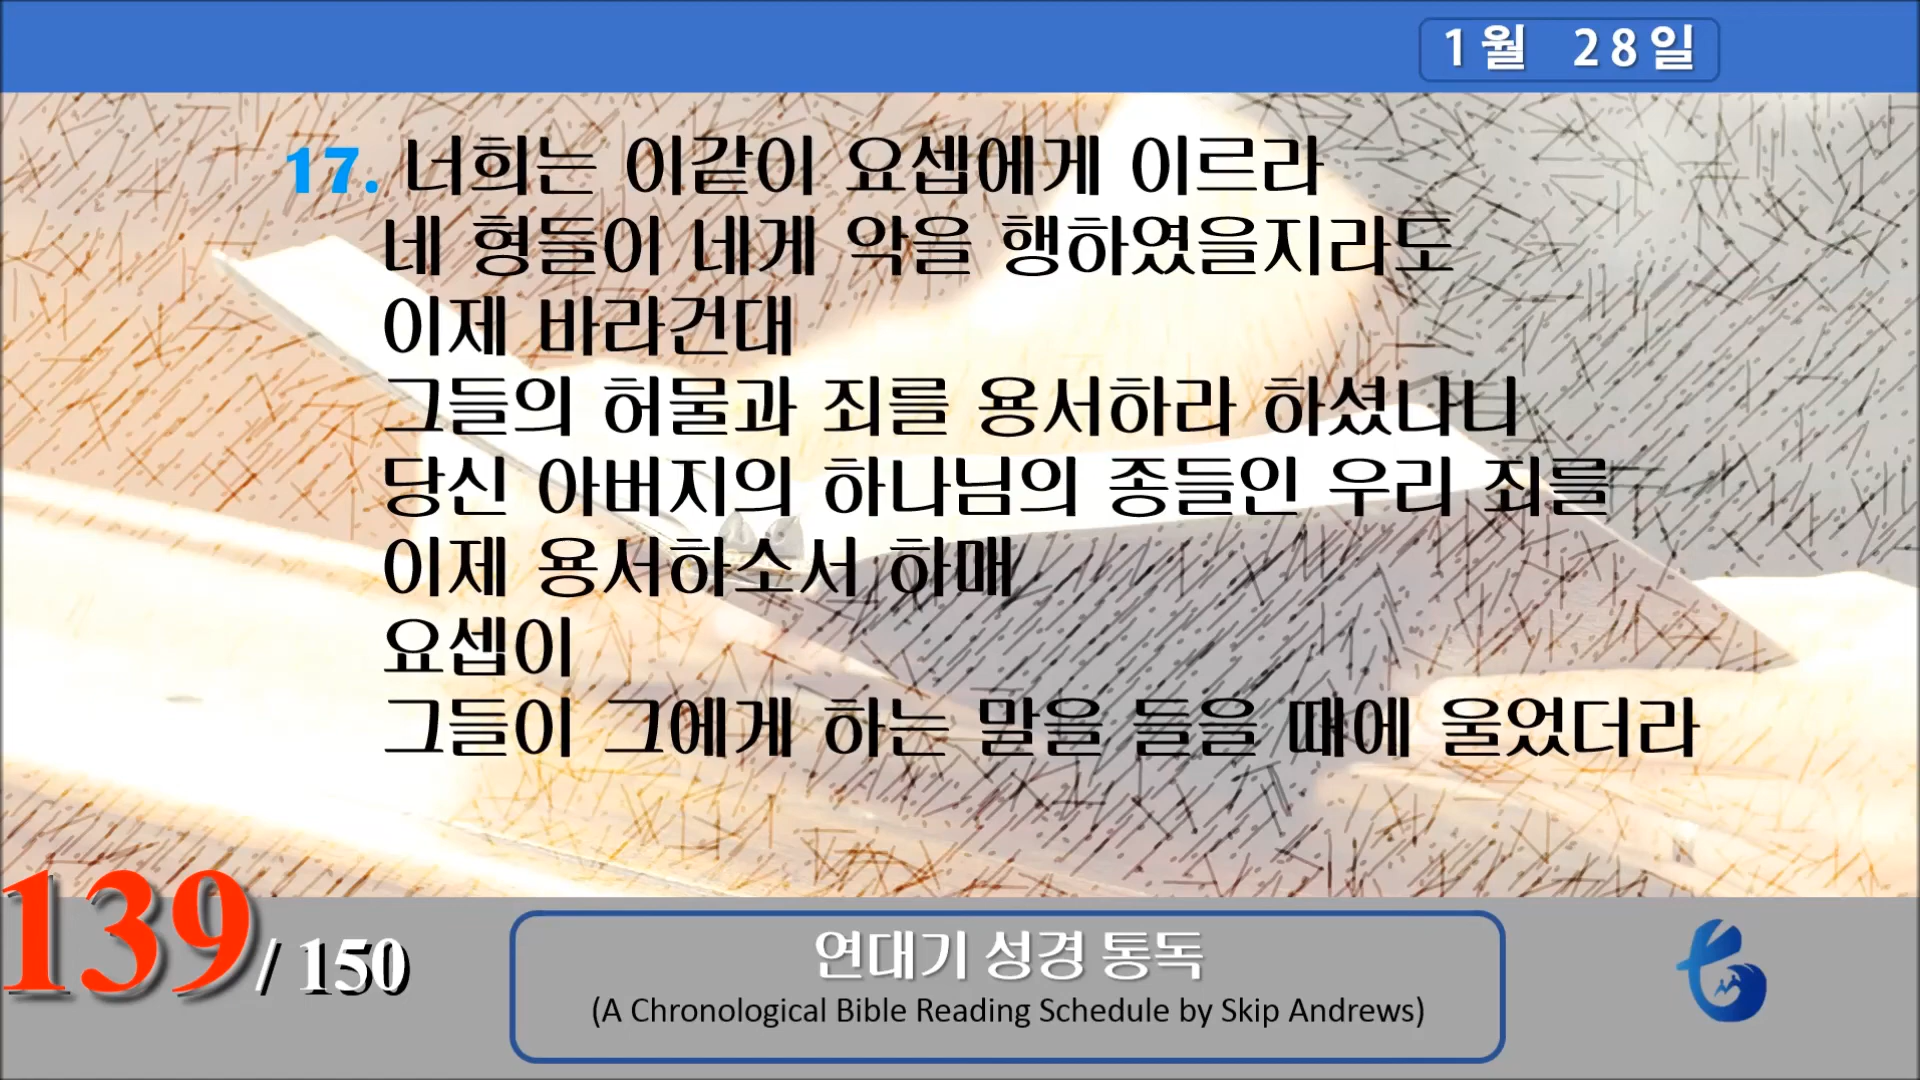 1월 28일
17. 너희는 이같이 요셉에게 이르라
네 형들이 네게 악을 행하였을지라도
이제 바라건대
그들의 허물과 죄를 용서하라 하셨나니
당신 아버지의 하나님의 종들인 우리 죄를
이제 용서하소서 하매
요셉이
그들이 그에게 하는 말을 들을 때에 울었더라
139/ 150
연대기 성경 통독
(A Chronological Bible Reading Schedule by Skip Andrews)